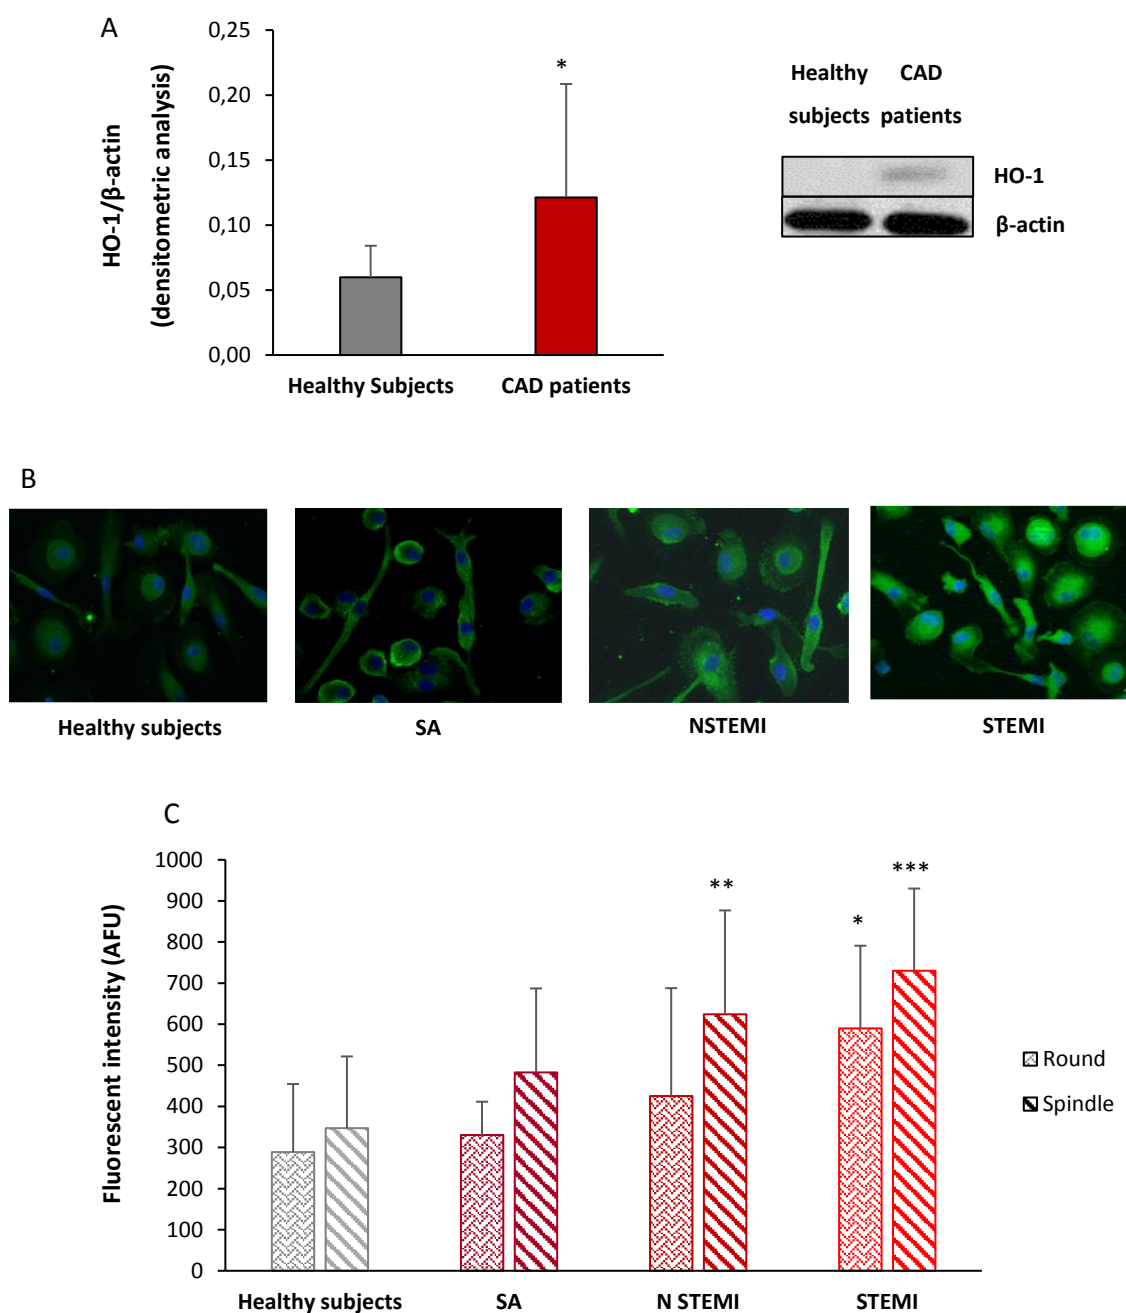 A
0,25
0,20
0,15
0,10
0,05
0,00
HO-1/β-actin
(densitometric analysis)
*
Healthy Subjects
CAD patients
Healthy
subjects
CAD
patients
HO-1
β-actin
B
Healthy subjects
SA
NSTEMI
STEMI
C
1000
900
800
700
600
500
400
300
200
100
0
Fluorescent intensity (AFU)
**
*
***
Round
Spindle
Healthy subjects
SA
N STEMI
STEMI